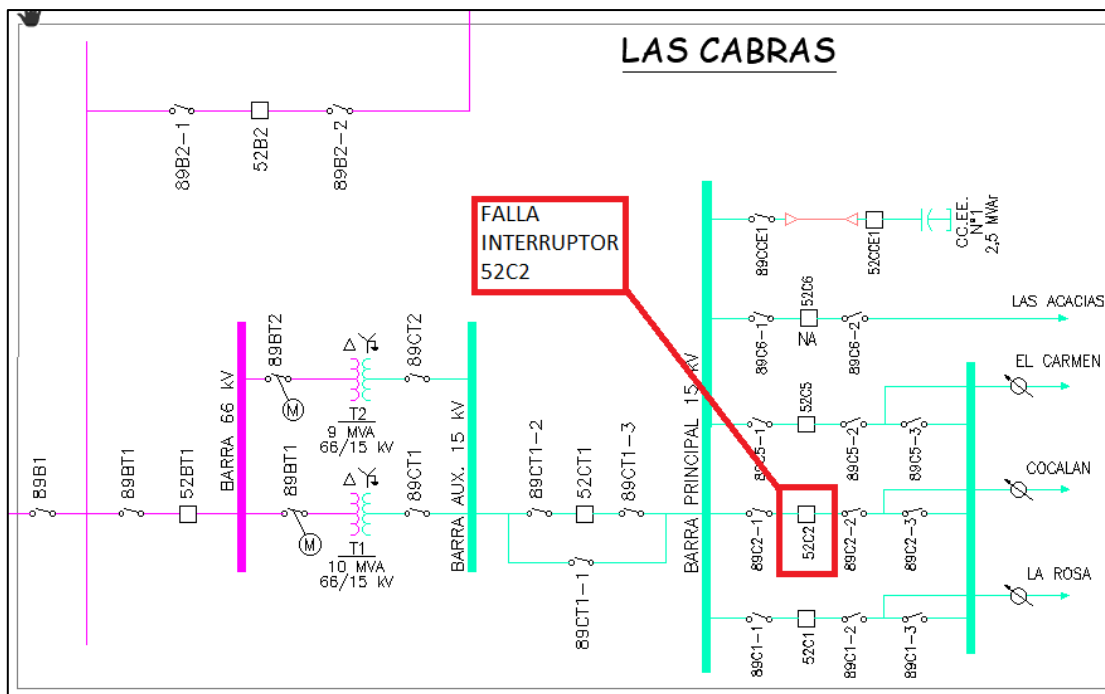 LAS CABRAS
89B2-1
52B2
89B2-2
FALLA
INTERRUPTOR
52C2
89CCE1
52CCE1
CC.EE.
N°1
2,5 MVAr
52C6
LAS ACACIAS
89C6-1
NA
89C6-2
EL CARMEN
52C5
89C5-1
89C5-2
89C5-3
COCALAN
89C2-1
52C2
89C2-2
89C2-3
LA ROSA
89C1-1
52C1
89C1-2
89C1-3
BARRA PRINCIPAL 15 kV
89CT1-2
52CT1
89CT1-3
89CT1-1
BARRA AUX. 15 kV
89BT2
M
T2
9 MVA
66/15 kV
89CT2
BARRA 66 kV
89B1
89BT1
52BT1
89BT1
M
T1
10 MVA
66/15 kV
89CT1